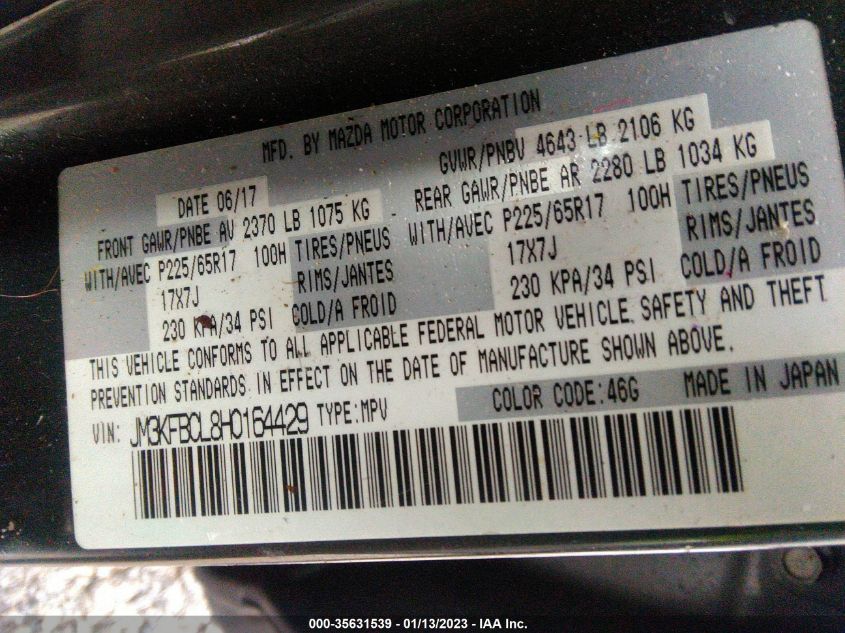 MFD. BY MAZDA MOTOR CORPORATION
DATE 06/17 GVWR/PNBV 4643 LB 2106 KG
FRONT GAWR/PNBE AV 2370 LB 1075 KG REAR GAWR/PNBE AR 2280 LB 1034 KG
WITH/AVEC P225/65R17 100H TIRES/PNEUS WITH/AVEC P225/65R17 100H TIRES/PNEUS
17X7J RIMS/JANTES 17X7J RIMS/JANTES
230 KPA/34 PSI COLD/A FROID 230 KPA/34 PSI COLD/A FROID
THIS VEHICLE CONFORMS TO ALL APPLICABLE FEDERAL MOTOR VEHICLE SAFETY AND THEFT
PREVENTION STANDARDS IN EFFECT ON THE DATE OF MANUFACTURE SHOWN ABOVE.
VIN: JM3KFBCL8H0164429 TYPE:MPV COLOR CODE:46G MADE IN JAPAN
000-35631539 - 01/13/2023 - IAA Inc.